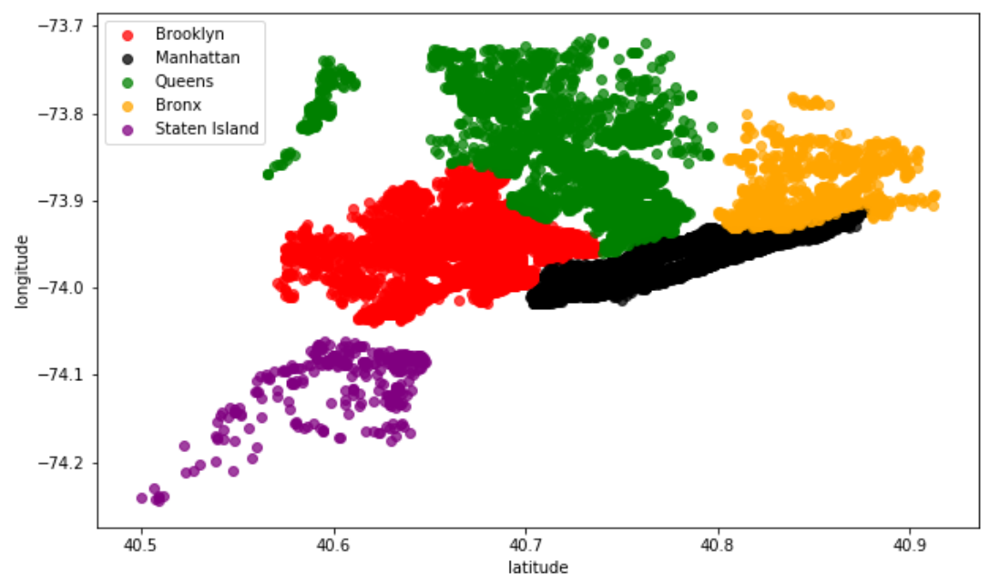 Brooklyn
Manhattan
Queens
Bronx
Staten Island
−73.7
−73.8
−73.9
−74.0
−74.1
−74.2
longitude
40.5 40.6 40.7 40.8 40.9
latitude